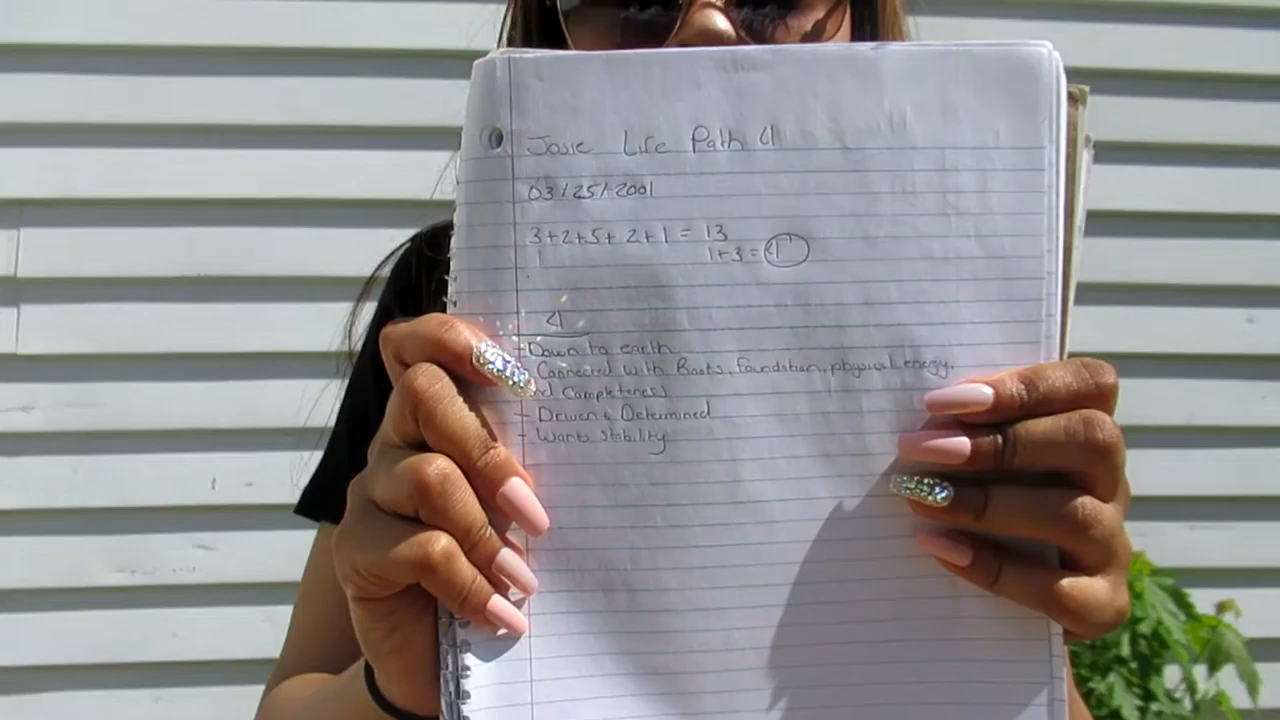 Josie Life Path 4
03/25/2001
3+2+5+2+1 = 13
1+3 = 4
4
- Down to earth
- Connected with Roots, foundation, physical energy,
and Completeness
- Driven & Determined
- Wants stability